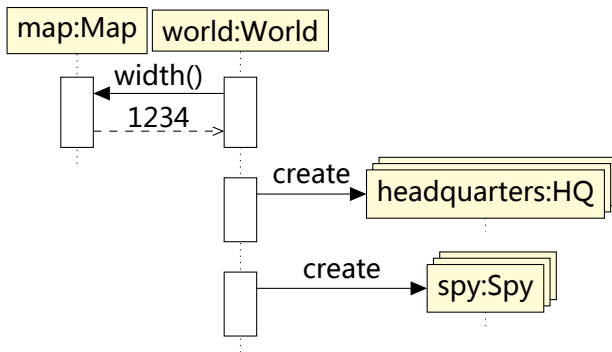 map:Map
world:World
width()
1234
create
headquarters:HQ
create
spy:Spy